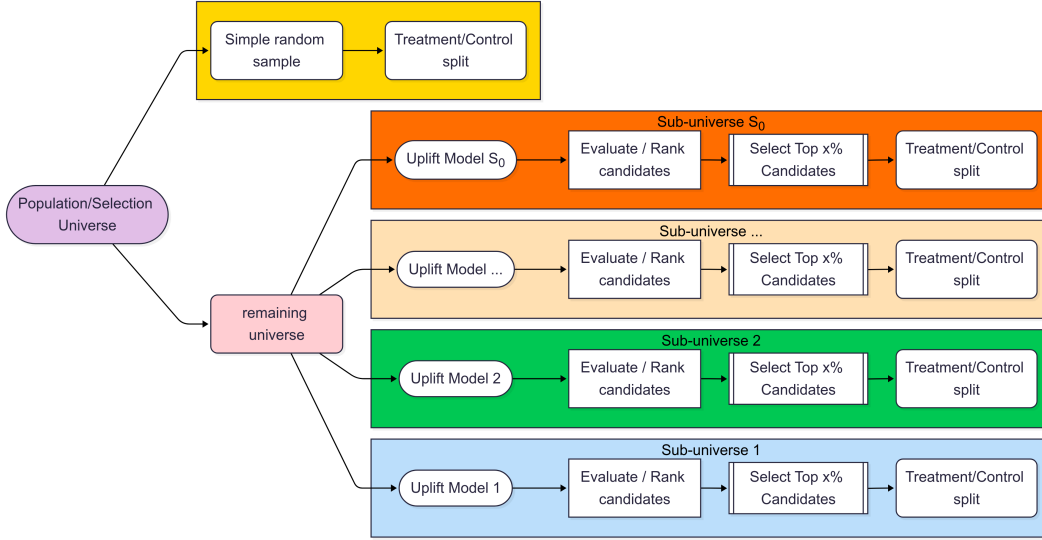 Simple random
sample
Treatment/Control
split
Population/Selection
Universe
remaining
universe
Sub-universe S₀
Uplift Model S₀
Evaluate / Rank
candidates
Select Top x%
Candidates
Treatment/Control
split
Sub-universe ...
Uplift Model ...
Evaluate / Rank
candidates
Select Top x%
Candidates
Treatment/Control
split
Sub-universe 2
Uplift Model 2
Evaluate / Rank
candidates
Select Top x%
Candidates
Treatment/Control
split
Sub-universe 1
Uplift Model 1
Evaluate / Rank
candidates
Select Top x%
Candidates
Treatment/Control
split